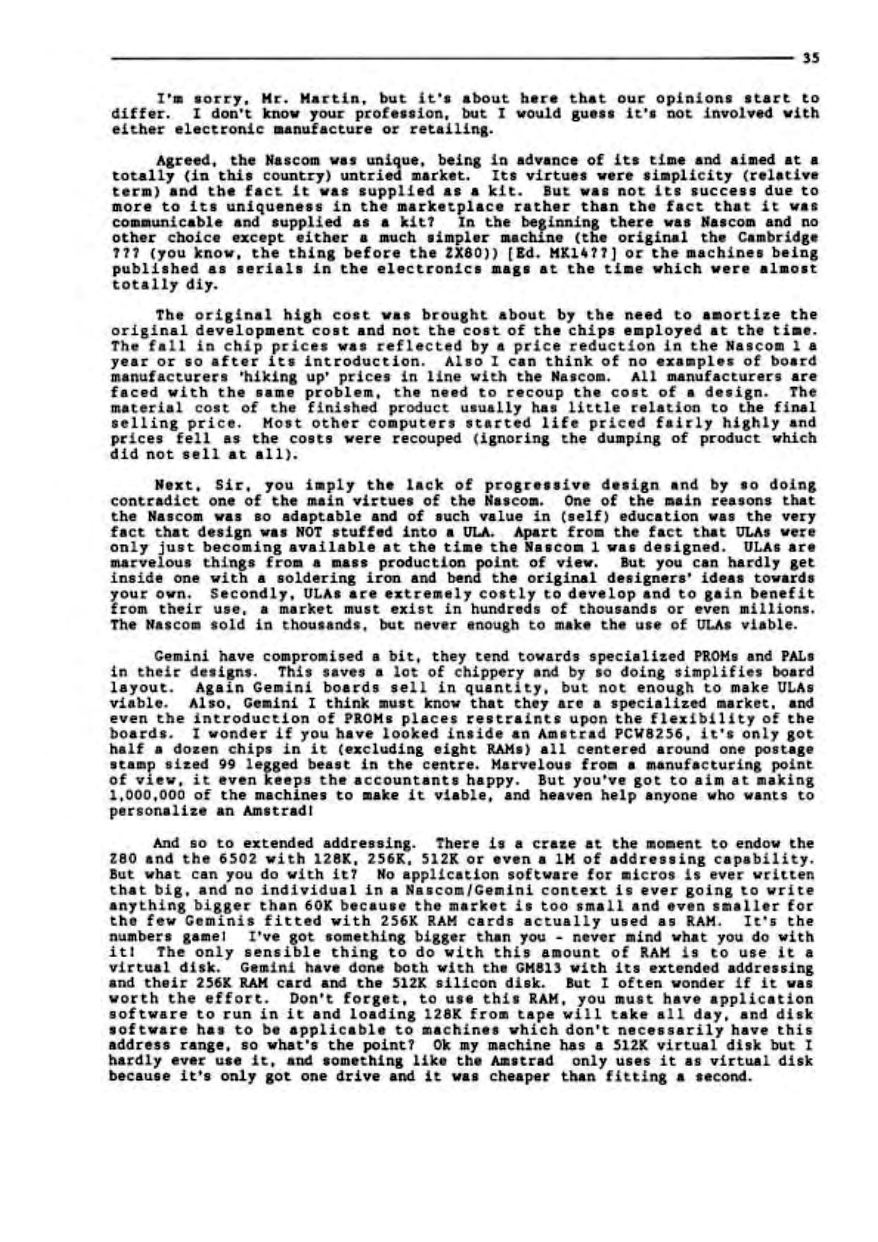 35
I'm sorry, Mr. Martin, but it's about here that our opinions start to
differ. I don't know your profession, but I would guess it's not involved with
either electronic manufacture or retailing.
Agreed, the Nascom was unique, being in advance of its time and aimed at a
totally (in this country) untried market. Its virtues were simplicity (relative
term) and the fact it was supplied as a kit. But was not its success due to
more to its uniqueness in the marketplace rather than the fact that it was
communicable and supplied as a kit? In the beginning there was Nascom and no
other choice except either a much simpler machine (the original the Cambridge
??? (you know, the thing before the ZX80)) [Ed. MK14??] or the machines being
published as serials in the electronics mags at the time which were almost
totally diy.
The original high cost was brought about by the need to amortize the
original development cost and not the cost of the chips employed at the time.
The fall in chip prices was reflected by a price reduction in the Nascom 1 a
year or so after its introduction. Also I can think of no examples of board
manufacturers 'hiking up' prices in line with the Nascom. All manufacturers are
faced with the same problem, the need to recoup the cost of a design. The
material cost of the finished product usually has little relation to the final
selling price. Most other computers started life priced fairly highly and
prices fell as the costs were recouped (ignoring the dumping of product which
did not sell at all).
Next, Sir, you imply the lack of progressive design and by so doing
contradict one of the main virtues of the Nascom. One of the main reasons that
the Nascom was so adaptable and of such value in (self) education was the very
fact that design was NOT stuffed into a ULA. Apart from the fact that ULAs were
only just becoming available at the time the Nascom 1 was designed. ULAs are
marvelous things from a mass production point of view. But you can hardly get
inside one with a soldering iron and bend the original designers' ideas towards
your own. Secondly, ULAs are extremely costly to develop and to gain benefit
from their use, a market must exist in hundreds of thousands or even millions.
The Nascom sold in thousands, but never enough to make the use of ULAs viable.
Gemini have compromised a bit, they tend towards specialized PROMs and PALs
in their designs. This saves a lot of chippery and by so doing simplifies board
layout. Again Gemini boards sell in quantity, but not enough to make ULAs
viable. Also, Gemini I think must know that they are a specialized market, and
even the introduction of PROMs places restraints upon the flexibility of the
boards. I wonder if you have looked inside an Amstrad PCW8256, it's only got
half a dozen chips in it (excluding eight RAMs) all centered around one postage
stamp sized 99 legged beast in the centre. Marvelous from a manufacturing point
of view, it even keeps the accountants happy. But you've got to aim at making
1,000,000 of the machines to make it viable, and heaven help anyone who wants to
personalize an Amstrad!
And so to extended addressing. There is a craze at the moment to endow the
Z80 and the 6502 with 128K, 256K, 512K or even a 1M of addressing capability.
But what can you do with it? No application software for micros is ever written
that big, and no individual in a Nascom/Gemini context is ever going to write
anything bigger than 60K because the market is too small and even smaller for
the few Geminis fitted with 256K RAM cards actually used as RAM. It's the
numbers game! I've got something bigger than you - never mind what you do with
it! The only sensible thing to do with this amount of RAM is to use it a
virtual disk. Gemini have done both with the GM813 with its extended addressing
and their 256K RAM card and the 512K silicon disk. But I often wonder if it was
worth the effort. Don't forget, to use this RAM, you must have application
software to run in it and loading 128K from tape will take all day, and disk
software has to be applicable to machines which don't necessarily have this
address range, so what's the point? Ok my machine has a 512K virtual disk but I
hardly ever use it, and something like the Amstrad only uses it as virtual disk
because it's only got one drive and it was cheaper than fitting a second.